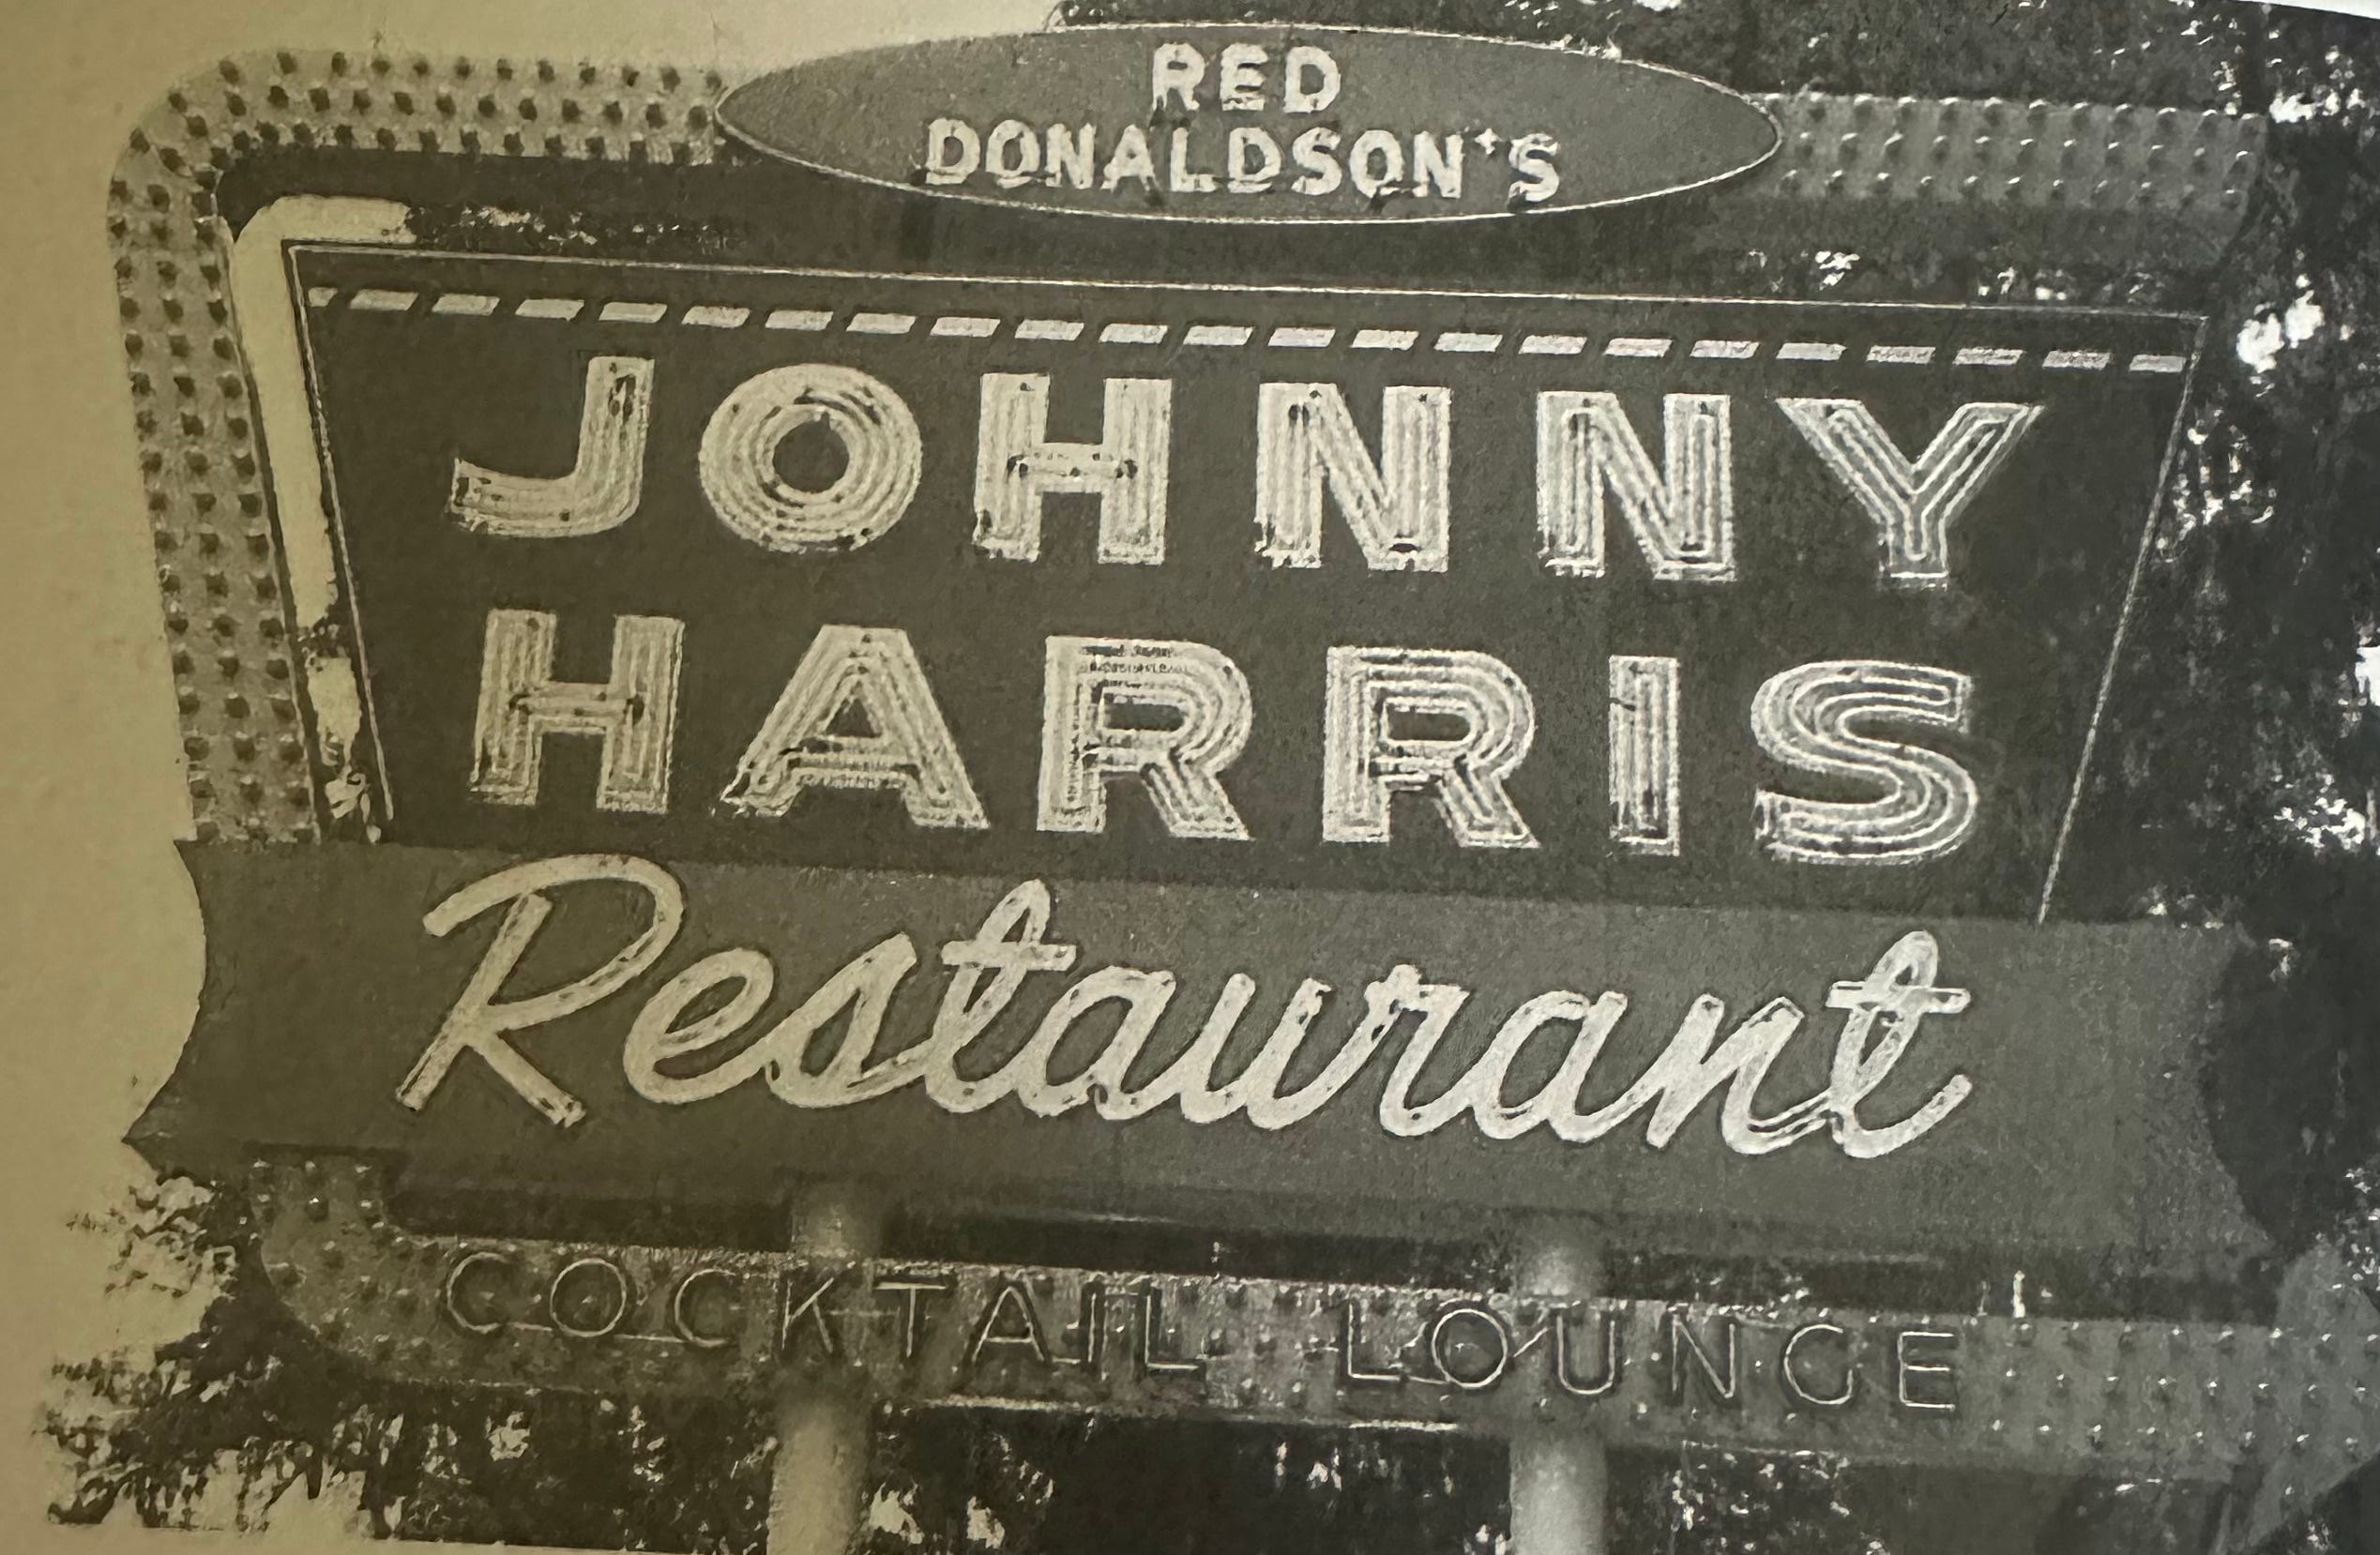 RED
DONALDSON'S
JOHNNY
HARRIS
Restaurant
COCKTAIL LOUNGE